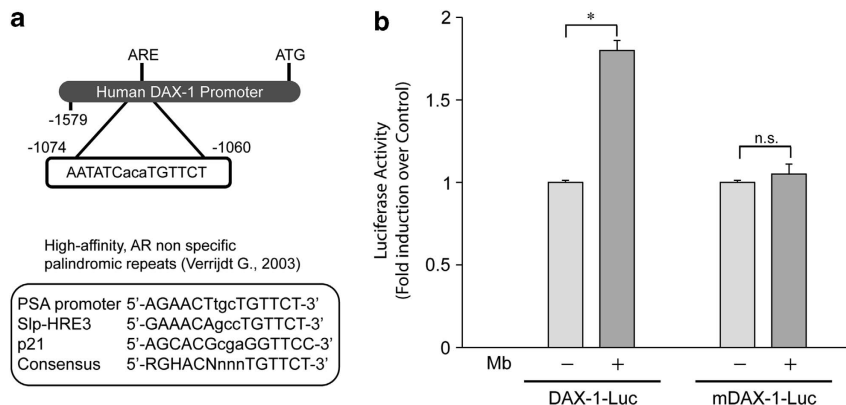 a
ARE
ATG
Human DAX-1 Promoter
-1579
-1074
-1060
AATATCacaTGTTCT
High-affinity, AR non specific
palindromic repeats (Verrijdt G., 2003)
PSA promoter 5’-AGAACTtgcTGTTCT-3’
Slp-HRE3 5’-GAAACAgccTGTTCT-3’
p21 5’-AGCACGcgaGGTTCC-3’
Consensus 5’-RGHACNnnnTGTTCT-3’
b
Luciferase Activity
(Fold induction over Control)
2
1.5
1
0.5
0
*
n.s.
Mb − + − +
DAX-1-Luc mDAX-1-Luc